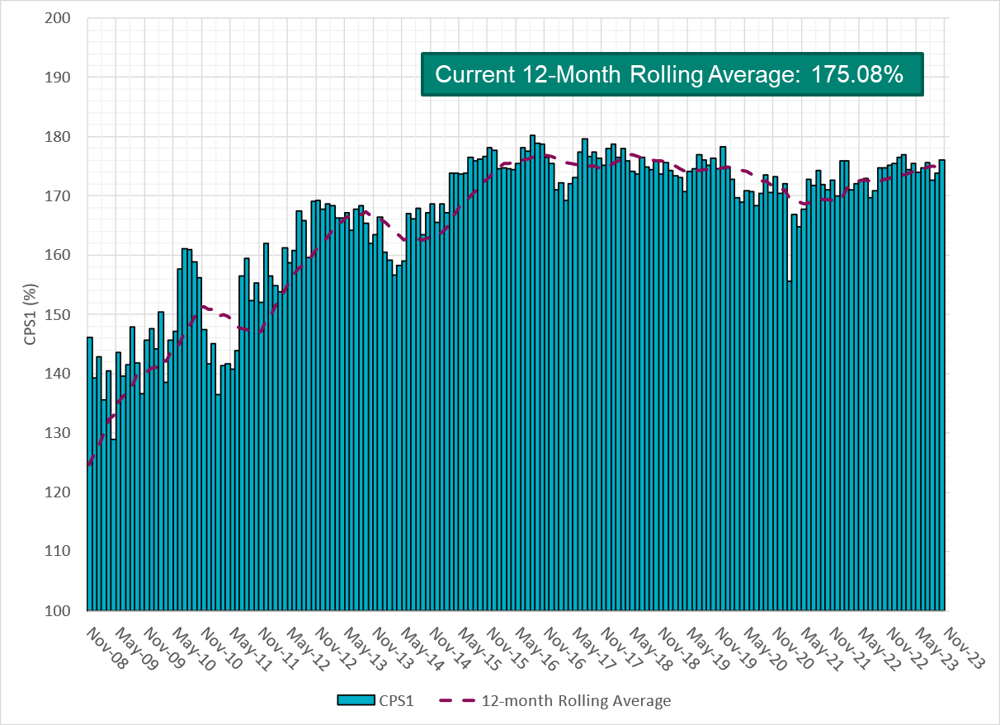 200
190
180
170
160
150
140
130
120
110
100
CPS1 (%)
Current 12-Month Rolling Average: 175.08%
Nov-08
May-09
Nov-09
May-10
Nov-10
May-11
Nov-11
May-12
Nov-12
May-13
Nov-13
May-14
Nov-14
May-15
Nov-15
May-16
Nov-16
May-17
Nov-17
May-18
Nov-18
May-19
Nov-19
May-20
Nov-20
May-21
Nov-21
May-22
Nov-22
May-23
Nov-23
CPS1
12-month Rolling Average